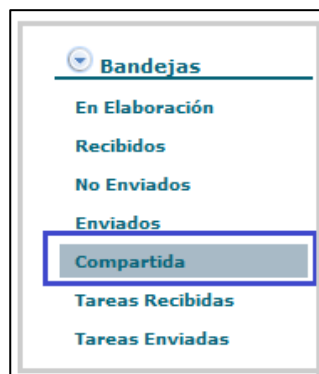 Bandejas
En Elaboración
Recibidos
No Enviados
Enviados
Compartida
Tareas Recibidas
Tareas Enviadas